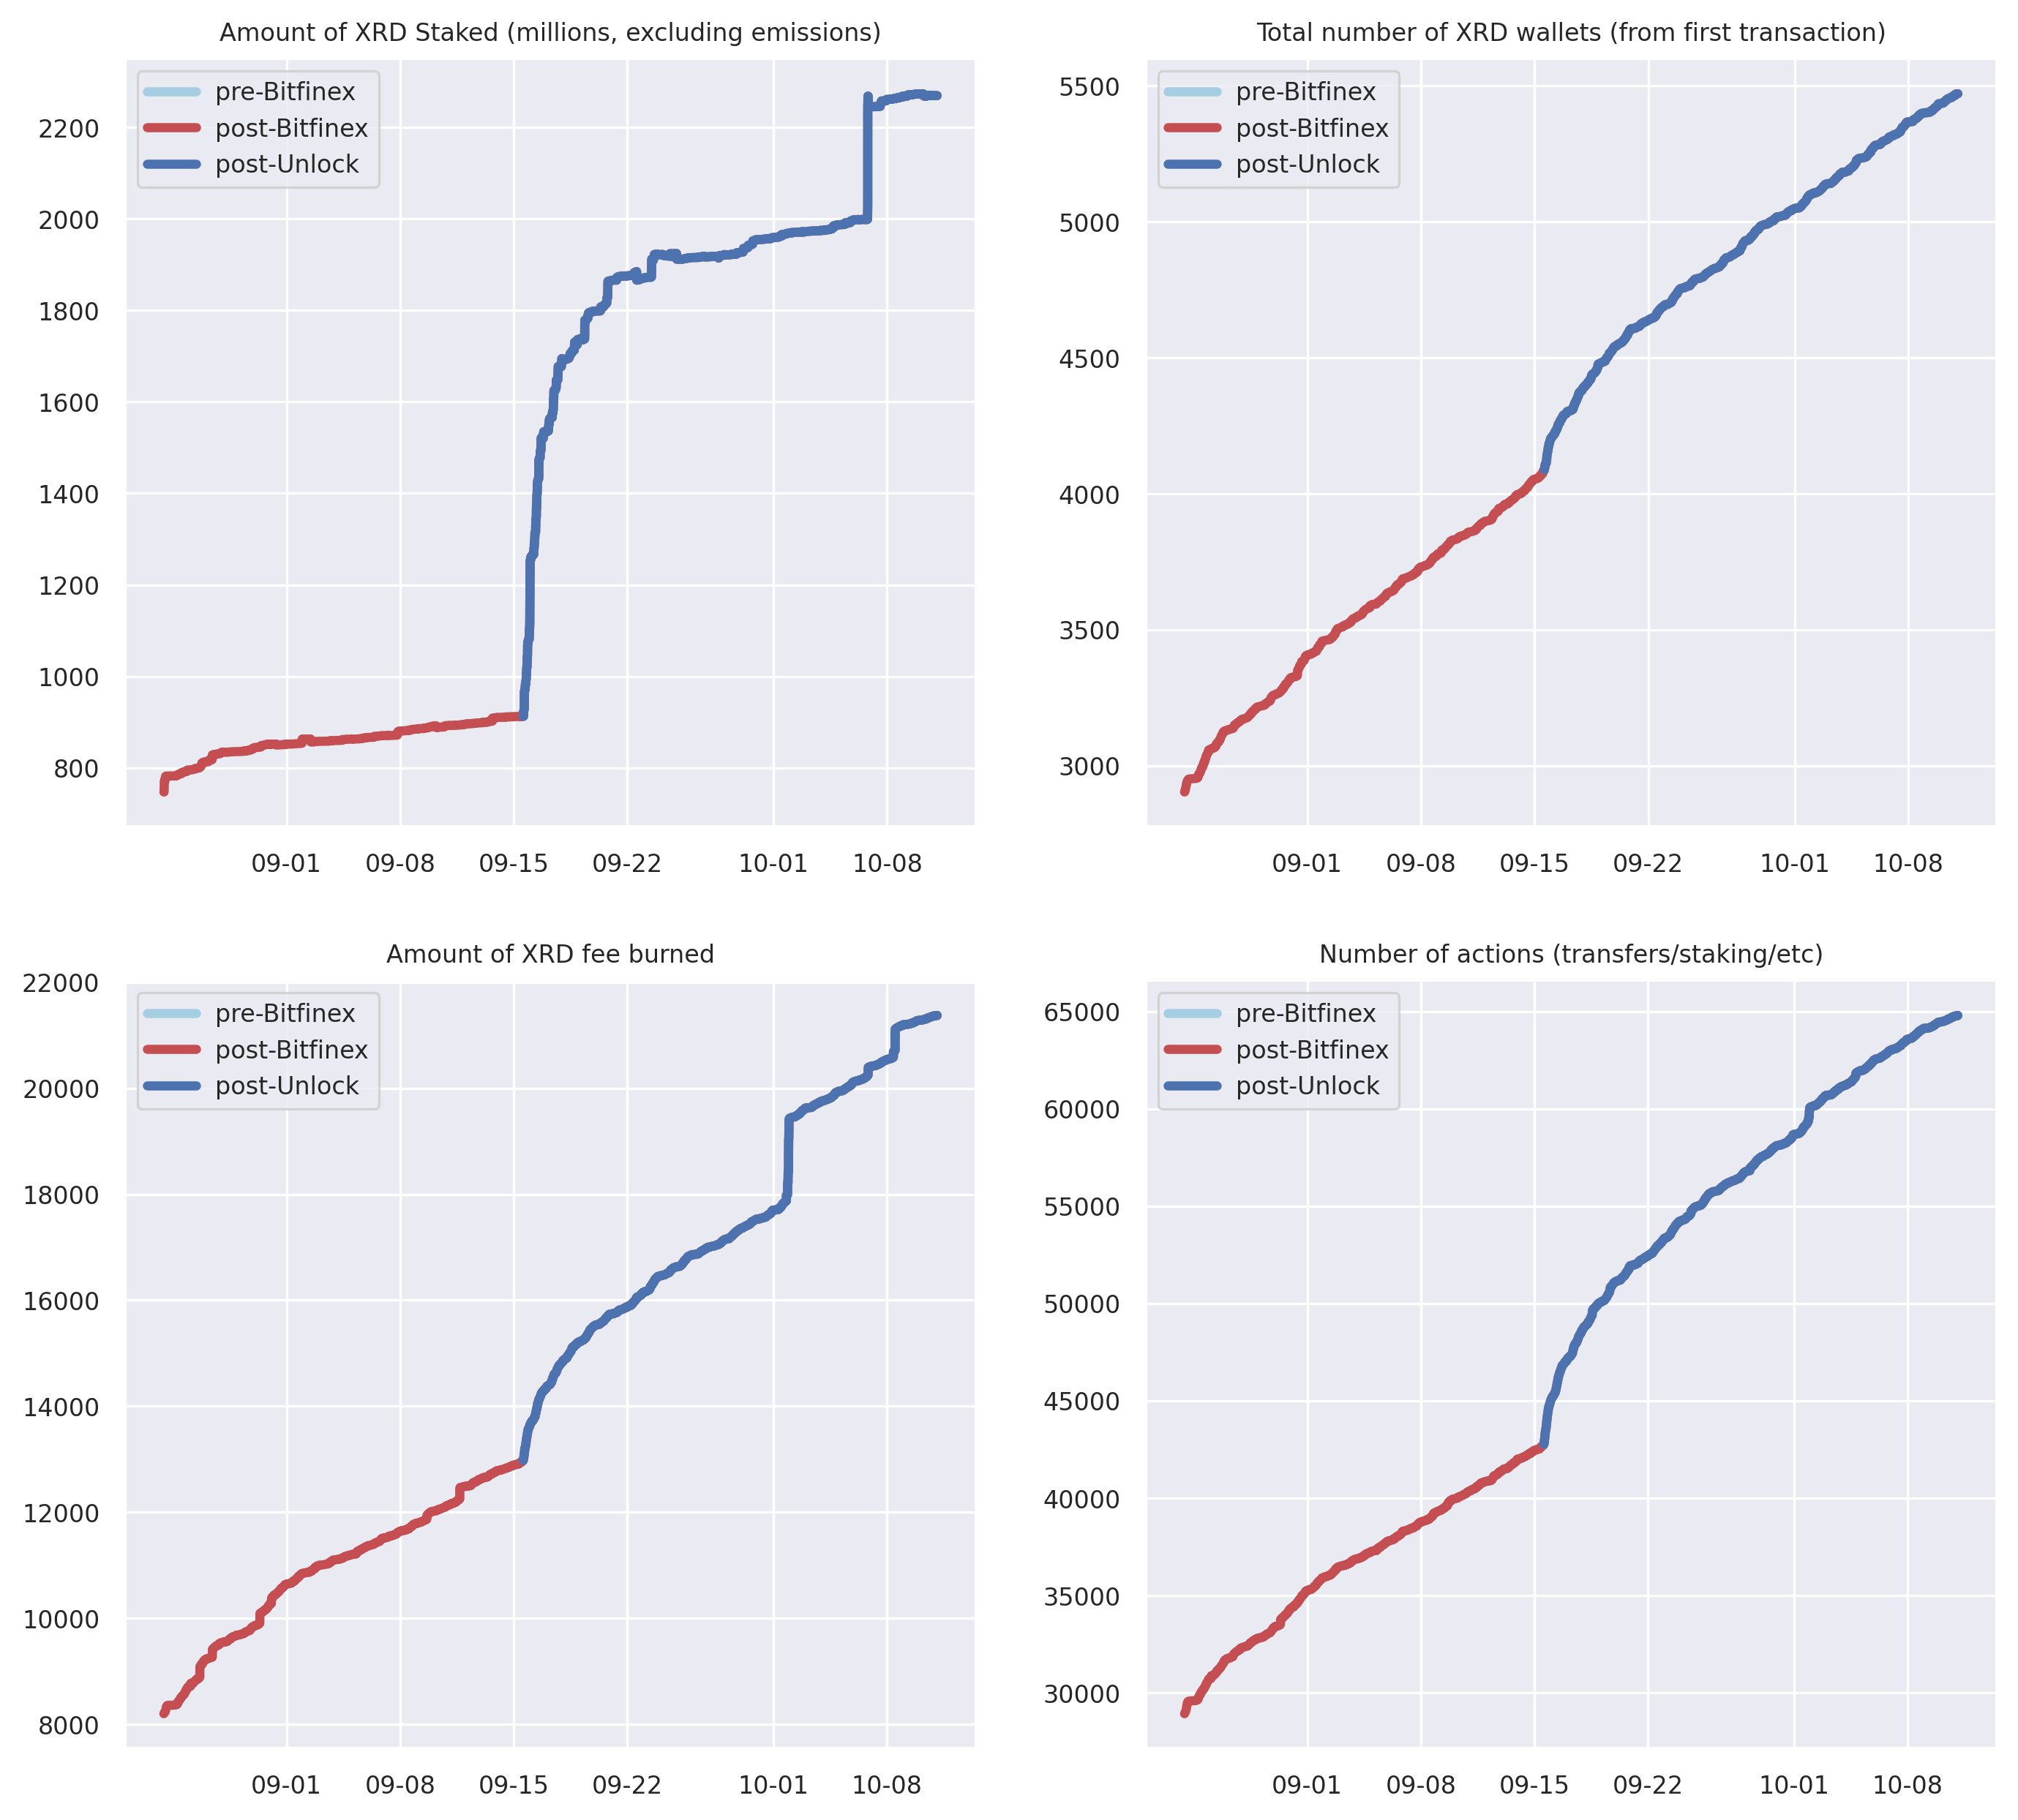 Amount of XRD Staked (millions, excluding emissions)
pre-Bitfinex
post-Bitfinex
post-Unlock
2200
2000
1800
1600
1400
1200
1000
800
09-01 09-08 09-15 09-22 10-01 10-08
Total number of XRD wallets (from first transaction)
pre-Bitfinex
post-Bitfinex
post-Unlock
5500
5000
4500
4000
3500
3000
09-01 09-08 09-15 09-22 10-01 10-08
Amount of XRD fee burned
pre-Bitfinex
post-Bitfinex
post-Unlock
22000
20000
18000
16000
14000
12000
10000
8000
09-01 09-08 09-15 09-22 10-01 10-08
Number of actions (transfers/staking/etc)
pre-Bitfinex
post-Bitfinex
post-Unlock
65000
60000
55000
50000
45000
40000
35000
30000
09-01 09-08 09-15 09-22 10-01 10-08